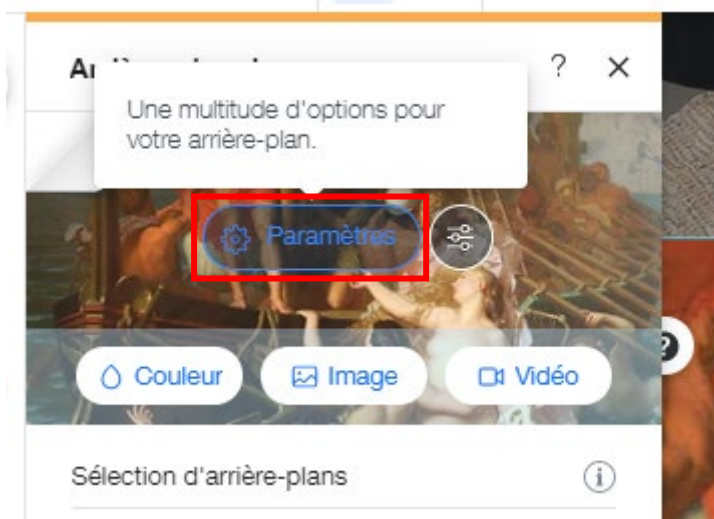 ?
Une multitude d'options pour
votre arrière-plan.
Paramètres
?
Couleur
Image
Vidéo
Sélection d'arrière-plans
i